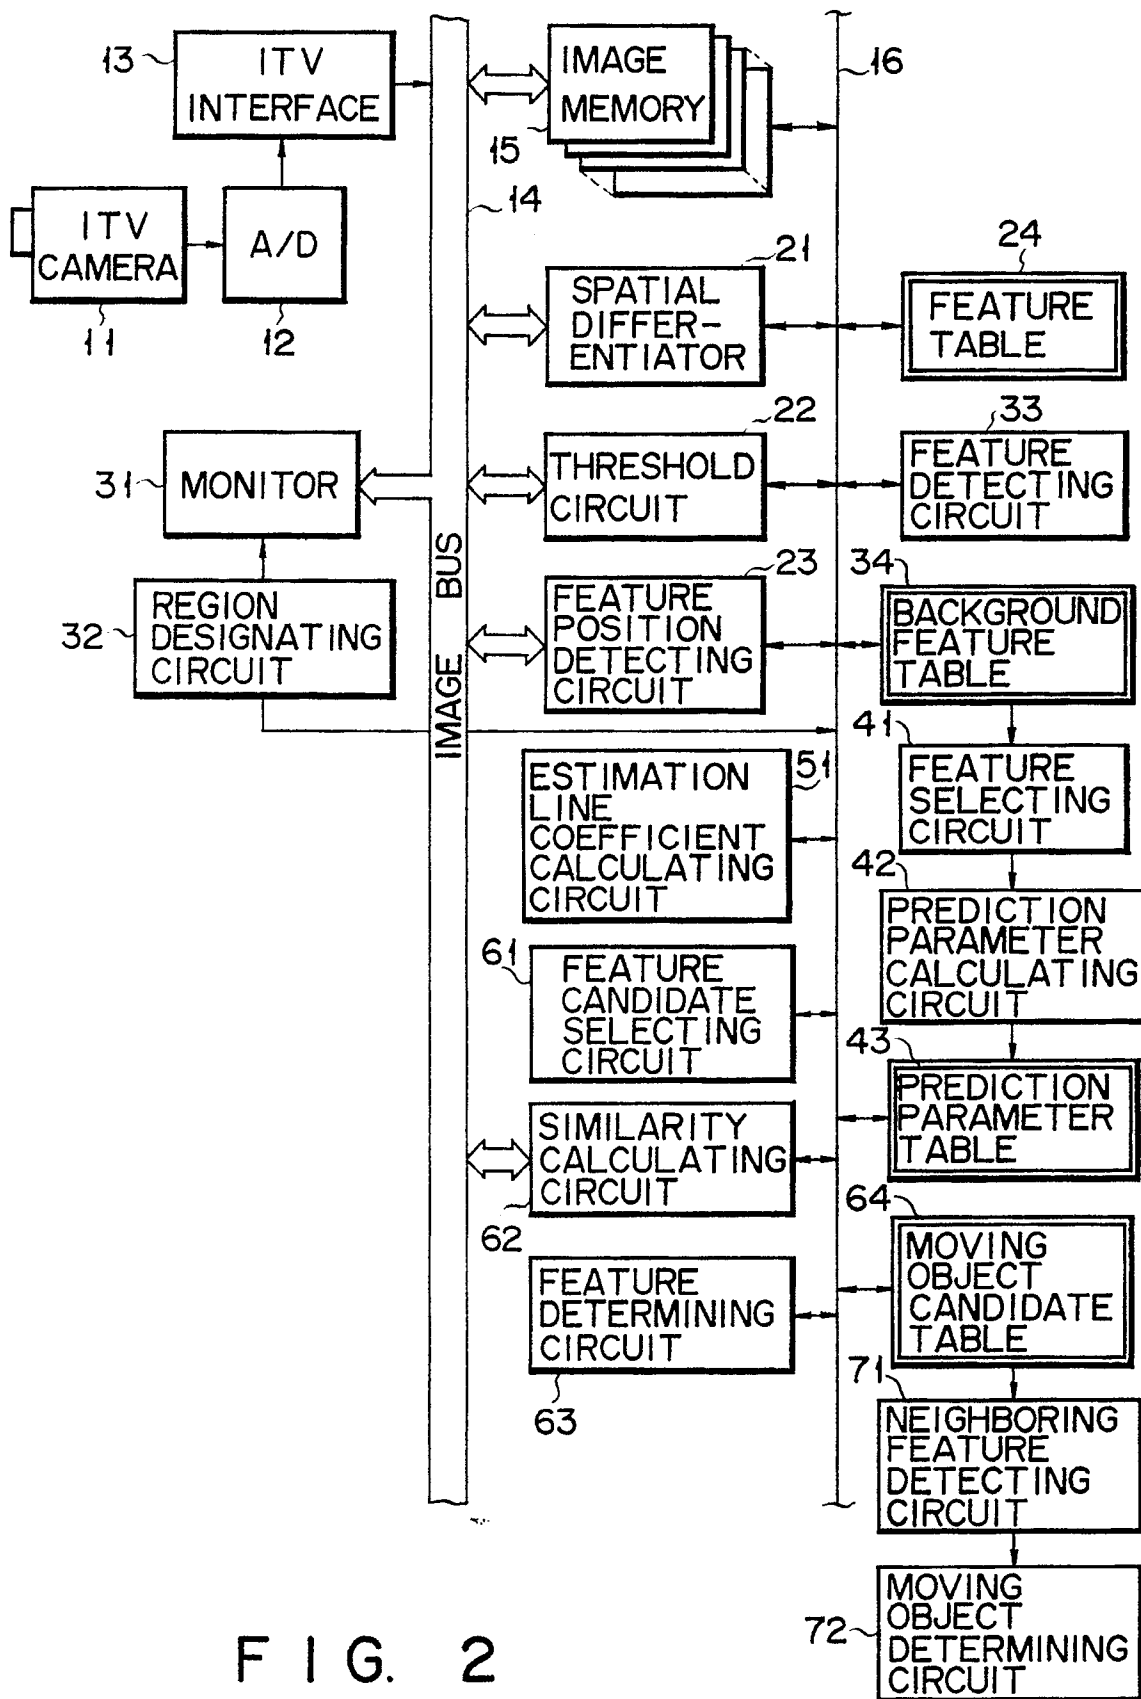 13
ITV
INTERFACE
IMAGE
MEMORY
15
16
14
ITV
CAMERA
11
A/D
12
21
SPATIAL
DIFFER-
ENTIATOR
24
FEATURE
TABLE
22
THRESHOLD
CIRCUIT
33
FEATURE
DETECTING
CIRCUIT
31
MONITOR
32
REGION
DESIGNATING
CIRCUIT
IMAGE BUS
23
FEATURE
POSITION
DETECTING
CIRCUIT
34
BACKGROUND
FEATURE
TABLE
41
FEATURE
SELECTING
CIRCUIT
51
ESTIMATION
LINE
COEFFICIENT
CALCULATING
CIRCUIT
42
PREDICTION
PARAMETER
CALCULATING
CIRCUIT
61
FEATURE
CANDIDATE
SELECTING
CIRCUIT
43
PREDICTION
PARAMETER
TABLE
SIMILARITY
CALCULATING
CIRCUIT
62
64
MOVING
OBJECT
CANDIDATE
TABLE
FEATURE
DETERMINING
CIRCUIT
63
71
NEIGHBORING
FEATURE
DETECTING
CIRCUIT
72
MOVING
OBJECT
DETERMINING
CIRCUIT
FIG. 2